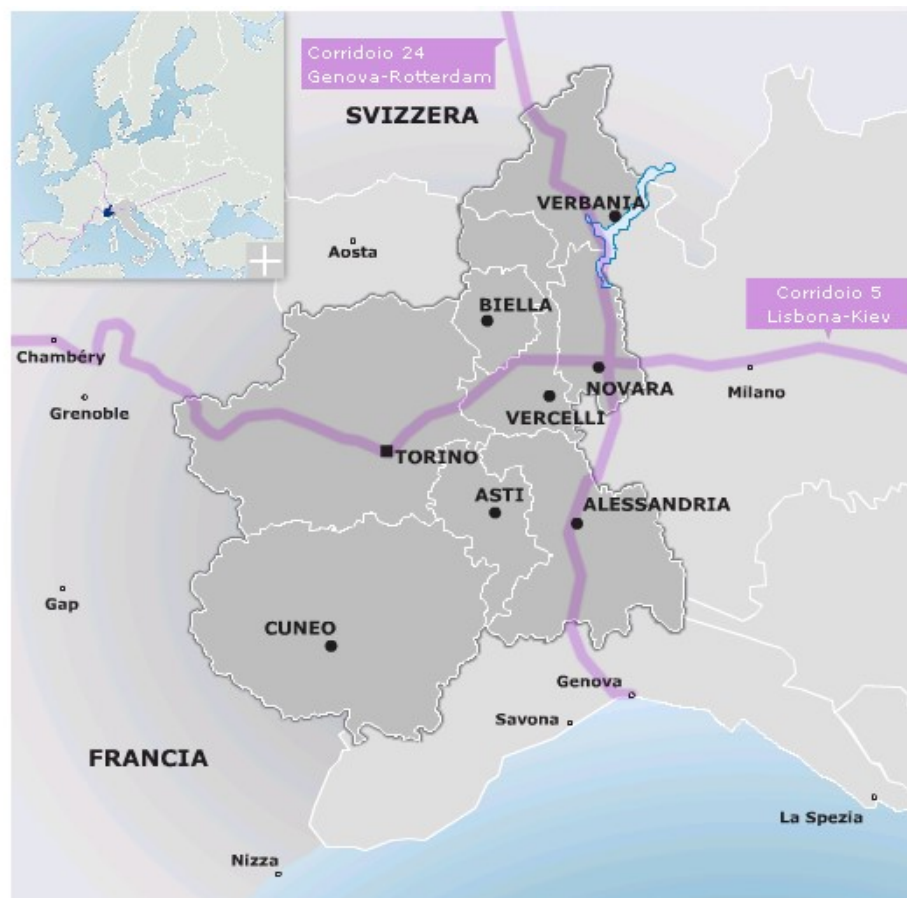 Corridoio 24
Genova-Rotterdam
SVIZZERA
VERBANIA
Aosta
BIELLA
Corridoio 5
Lisbona-Kiev
Chambéry
Grenoble
NOVARA
Milano
VERCELLI
TORINO
ASTI
ALESSANDRIA
Gap
CUNEO
Genova
Savona
FRANCIA
La Spezia
Nizza